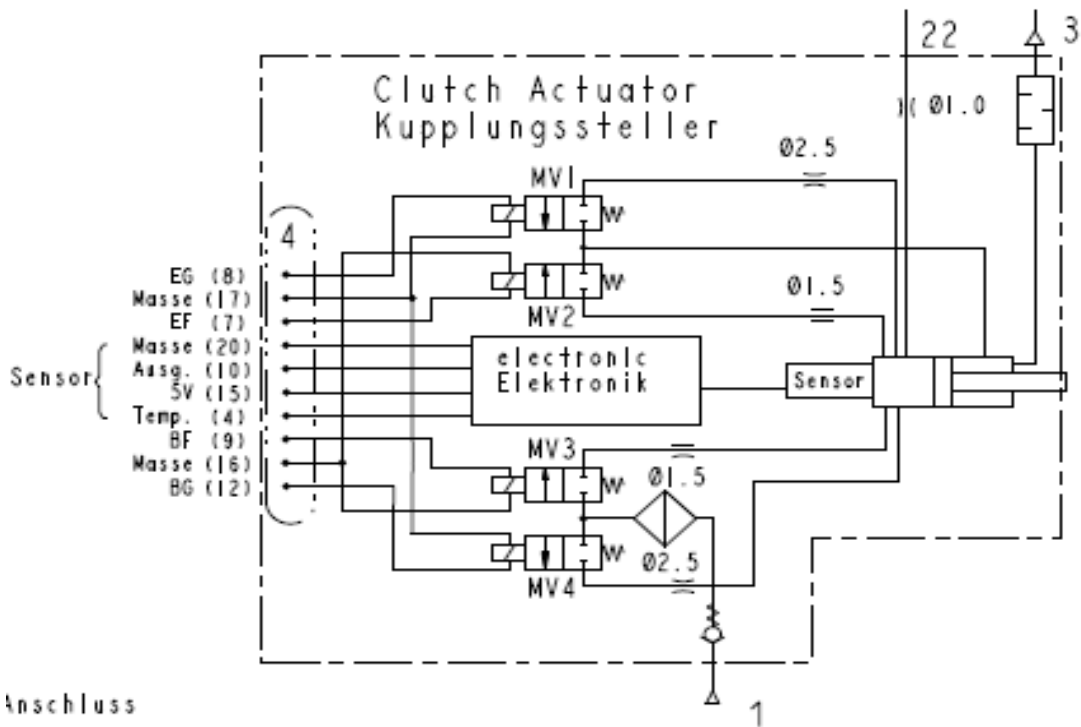 22
3
Clutch Actuator
Kupplungssteller
Ø1.0
Ø2.5
MV1
4
EG (8)
Masse (17)
EF (7)
MV2
Ø1.5
Sensor
Masse (20)
Ausg. (10)
5V (15)
Temp. (4)
electronic
Elektronik
Sensor
BF (9)
Masse (16)
BG (12)
MV3
Ø1.5
Ø2.5
MV4
1
Anschluss